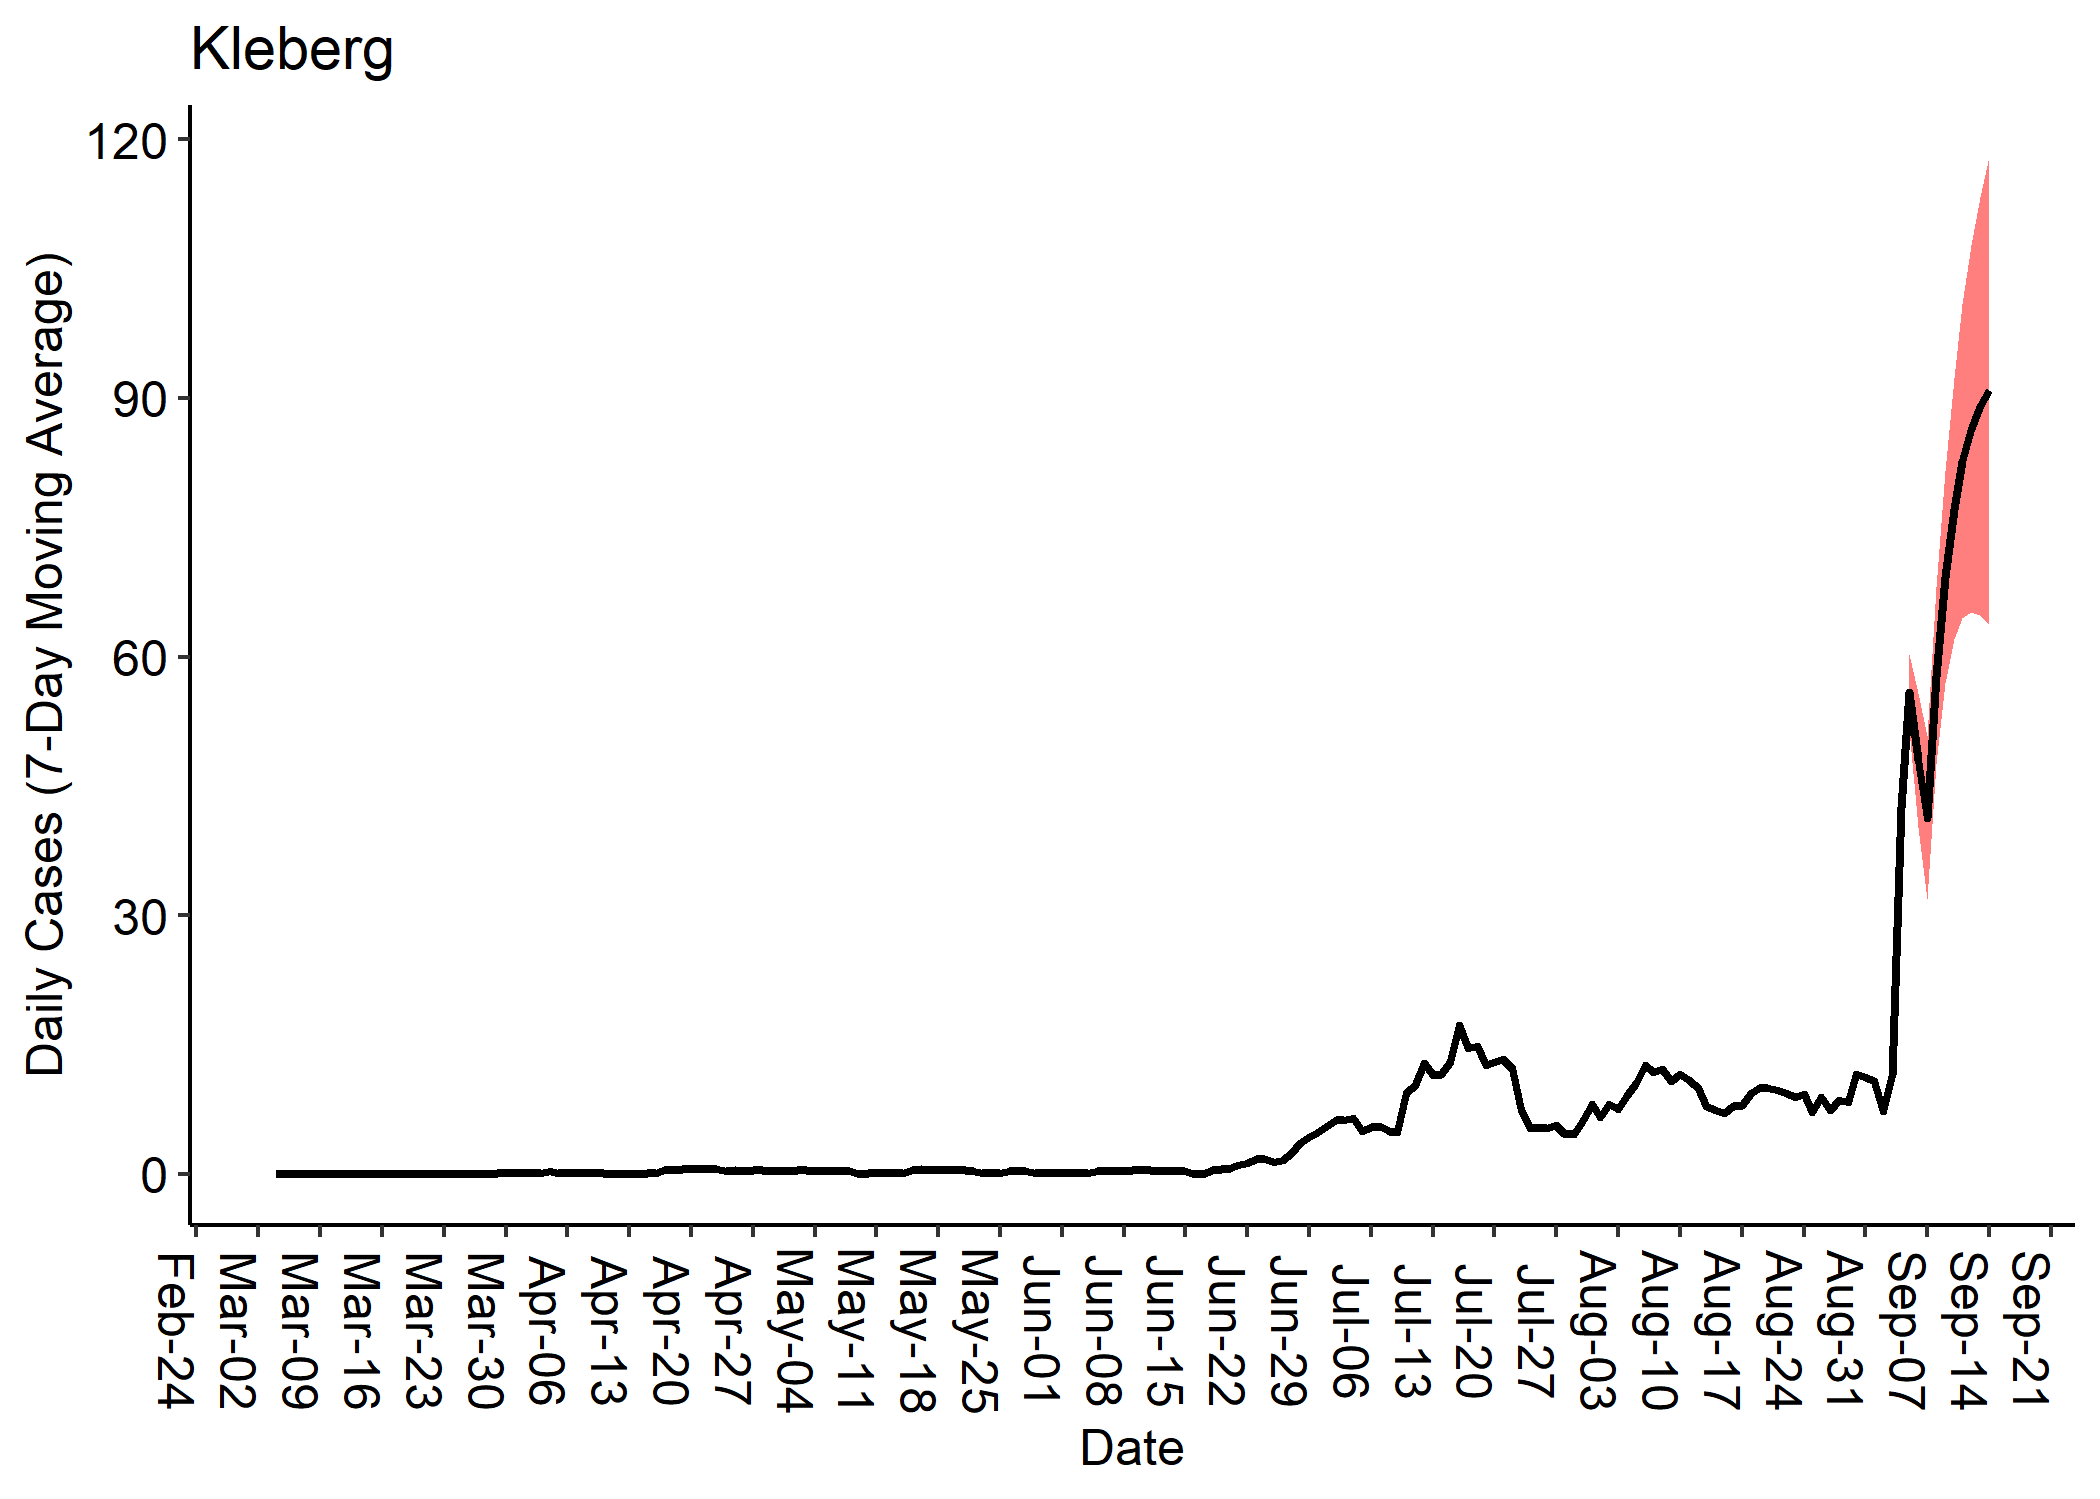 Kleberg
Daily Cases (7-Day Moving Average)
120
90
60
30
0
Feb-24
Mar-02
Mar-09
Mar-16
Mar-23
Mar-30
Apr-06
Apr-13
Apr-20
Apr-27
May-04
May-11
May-18
May-25
Jun-01
Jun-08
Jun-15
Jun-22
Jun-29
Jul-06
Jul-13
Jul-20
Jul-27
Aug-03
Aug-10
Aug-17
Aug-24
Aug-31
Sep-07
Sep-14
Sep-21
Date